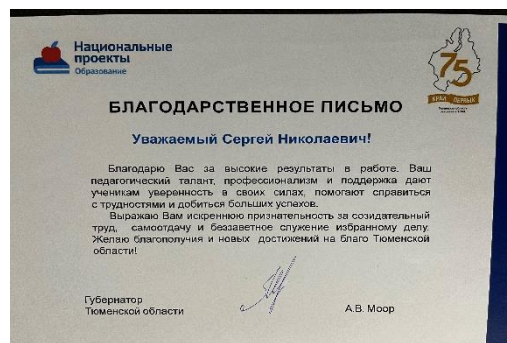 Национальные
проекты
Образование
75
КРАЙ ПЕРВЫХ
БЛАГОДАРСТВЕННОЕ ПИСЬМО
Уважаемый Сергей Николаевич!
Благодарю Вас за высокие результаты в работе. Ваш
педагогический талант, профессионализм и поддержка дают
ученикам уверенность в своих силах, помогают справиться
с трудностями и добиться больших успехов.
Выражаю Вам искреннюю признательность за созидательный
труд, самоотдачу и беззаветное служение избранному делу.
Желаю благополучия и новых достижений на благо Тюменской
области!
Губернатор
Тюменской области
А.В. Моор